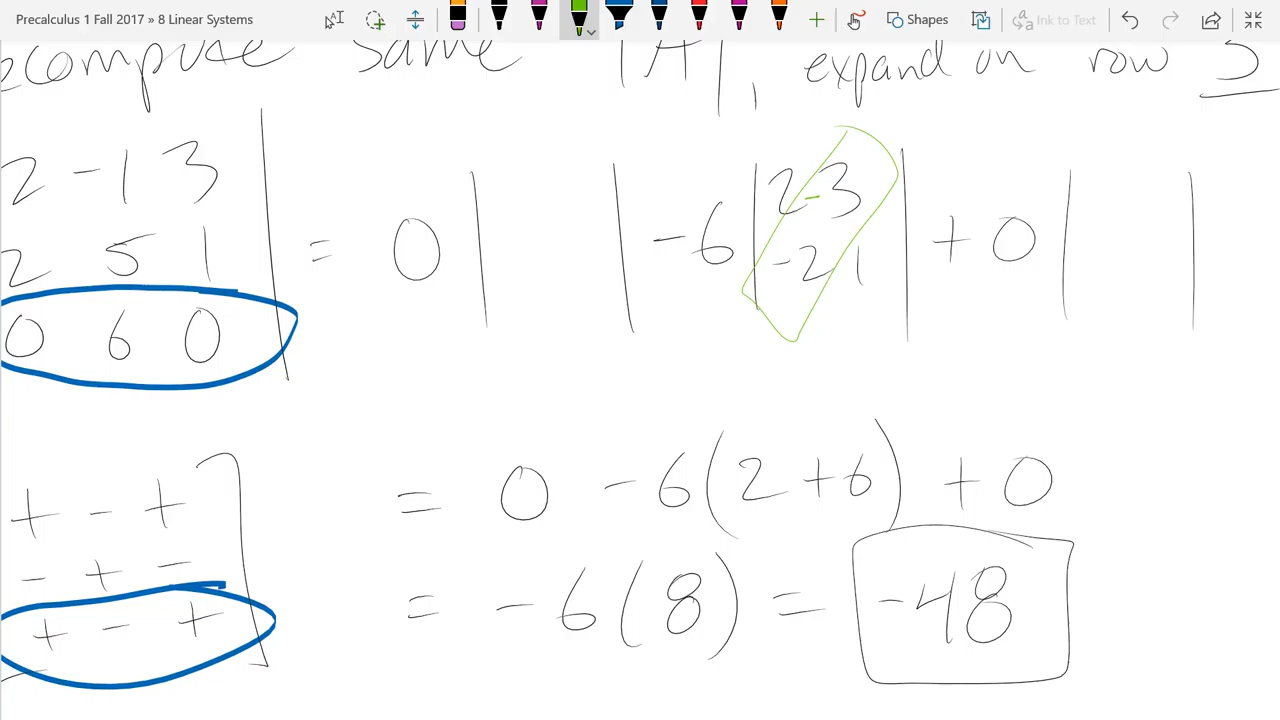 Precalculus 1 Fall 2017 » 8 Linear Systems Shapes Ink to Text
ecompute same |A|, expand on row 3
2 -1 3 |
2 5 1 | = 0 | | -6 | 2 3 | + 0 | |
0 6 0 | | -2 1 |
+ - + = 0 -6(2+6) + 0
- + -
+ - + = -6(8) = -48